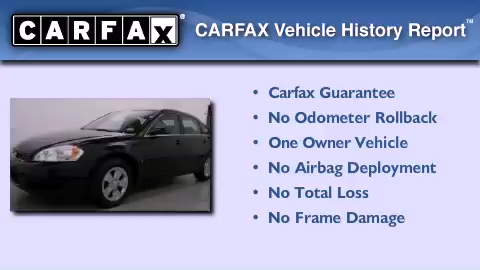 CARFAX® CARFAX Vehicle History Report™
• Carfax Guarantee
• No Odometer Rollback
• One Owner Vehicle
• No Airbag Deployment
• No Total Loss
• No Frame Damage